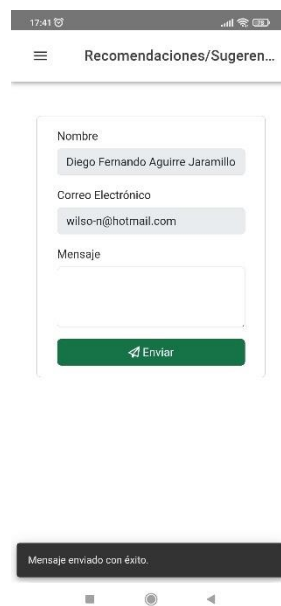 17:41
Recomendaciones/Sugeren...
Nombre
Diego Fernando Aguirre Jaramillo
Correo Electrónico
wilso-n@hotmail.com
Mensaje
Enviar
Mensaje enviado con éxito.